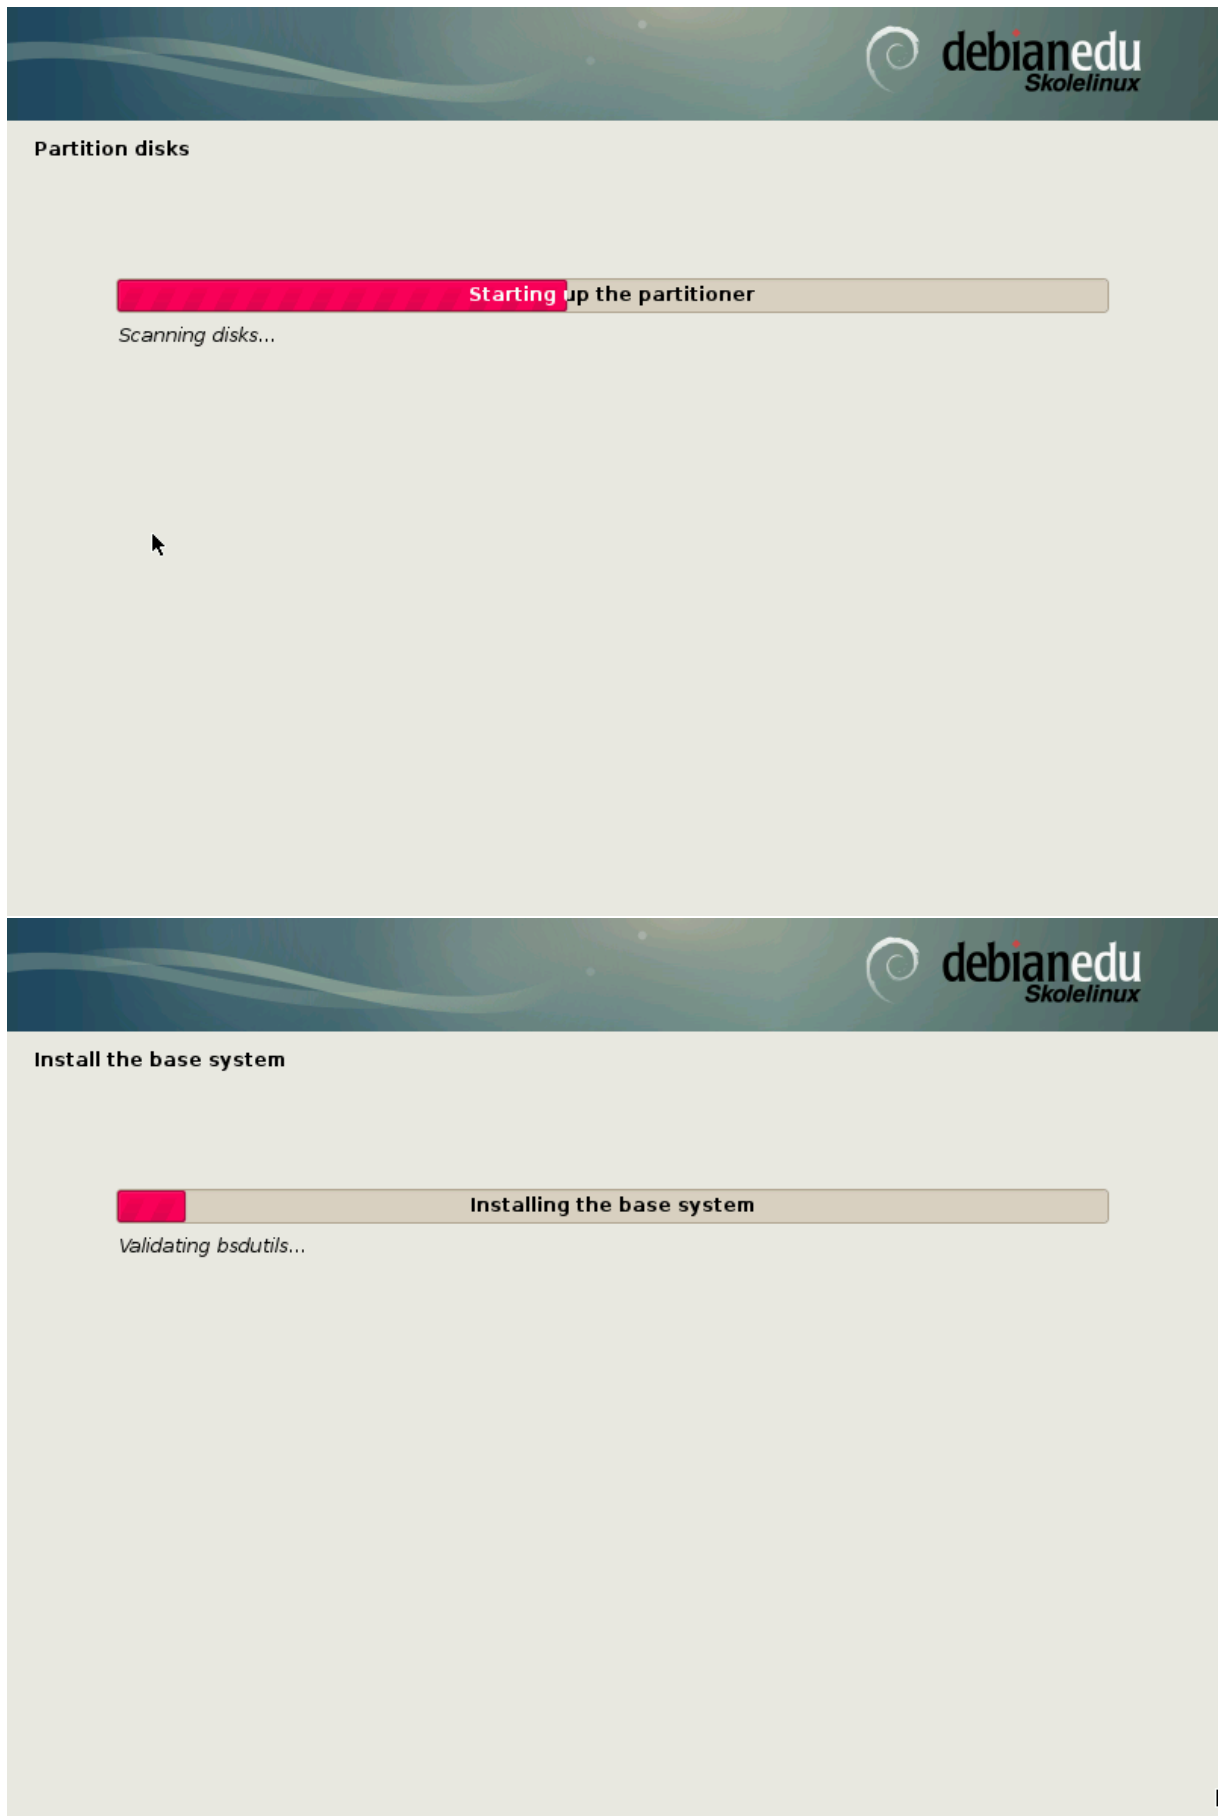 debianedu
Skolelinux
Partition disks
Starting up the partitioner
Scanning disks...
debianedu
Skolelinux
Install the base system
Installing the base system
Validating bsdutils...